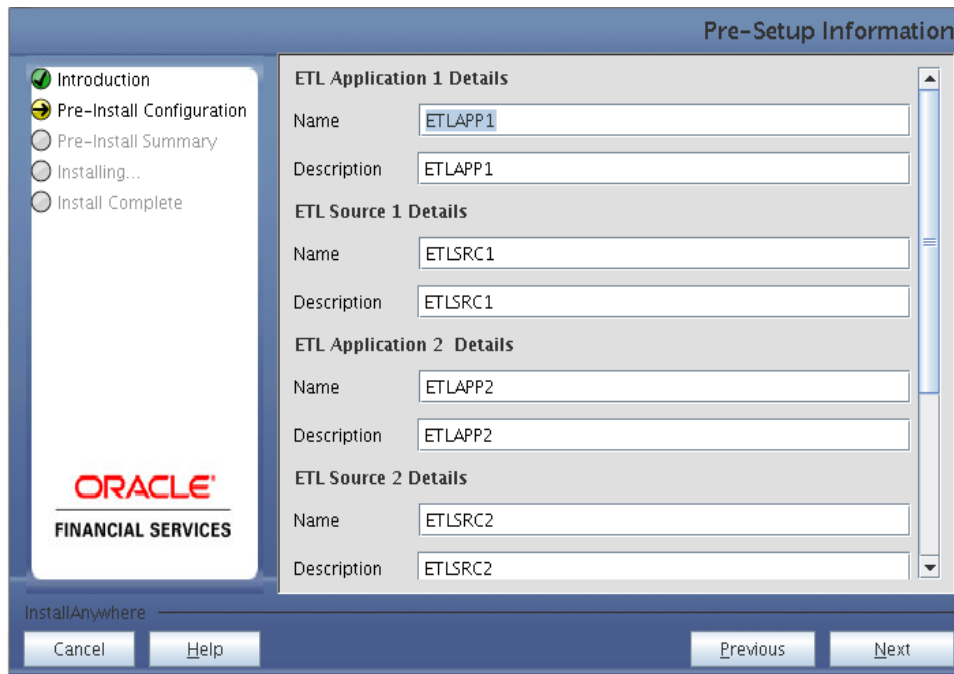 Pre-Setup Information
Introduction
Pre-Install Configuration
Pre-Install Summary
Installing...
Install Complete
ORACLE®
FINANCIAL SERVICES
ETL Application 1 Details
Name ETLAPP1
Description ETLAPP1
ETL Source 1 Details
Name ETLSRC1
Description ETLSRC1
ETL Application 2 Details
Name ETLAPP2
Description ETLAPP2
ETL Source 2 Details
Name ETLSRC2
Description ETLSRC2
InstallAnywhere
Cancel Help Previous Next